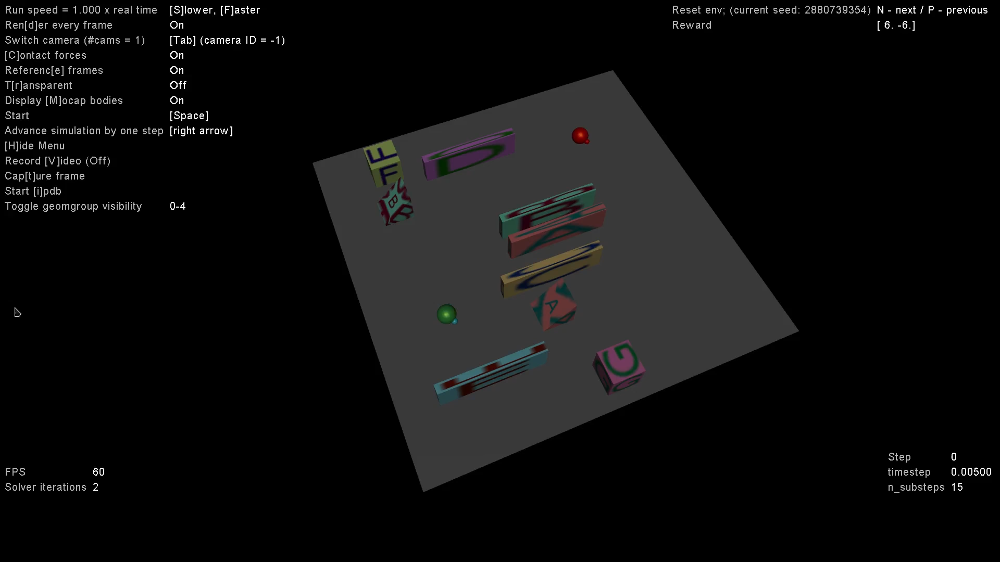 Run speed = 1.000 x real time [S]lower, [F]aster
Ren[d]er every frame On
Switch camera (#cams = 1) [Tab] (camera ID = -1)
[C]ontact forces On
Referenc[e] frames On
T[r]ansparent Off
Display [M]ocap bodies On
Start [Space]
Advance simulation by one step [right arrow]
[H]ide Menu
Record [V]ideo (Off)
Cap[t]ure frame
Start [i]pdb
Toggle geomgroup visibility 0-4
Reset env; (current seed: 2880739354) N - next / P - previous
Reward [ 6. -6.]
F
F
D
B
B
B
A
C
A
A
E
G
G
G
FPS 60
Solver iterations 2
Step 0
timestep 0.00500
n_substeps 15